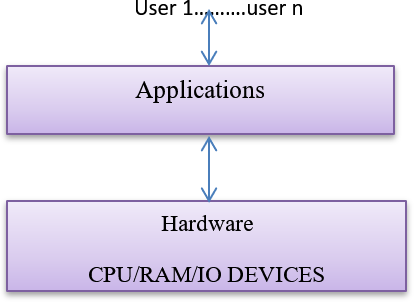 User 1..........user n
Applications
Hardware
CPU/RAM/IO DEVICES